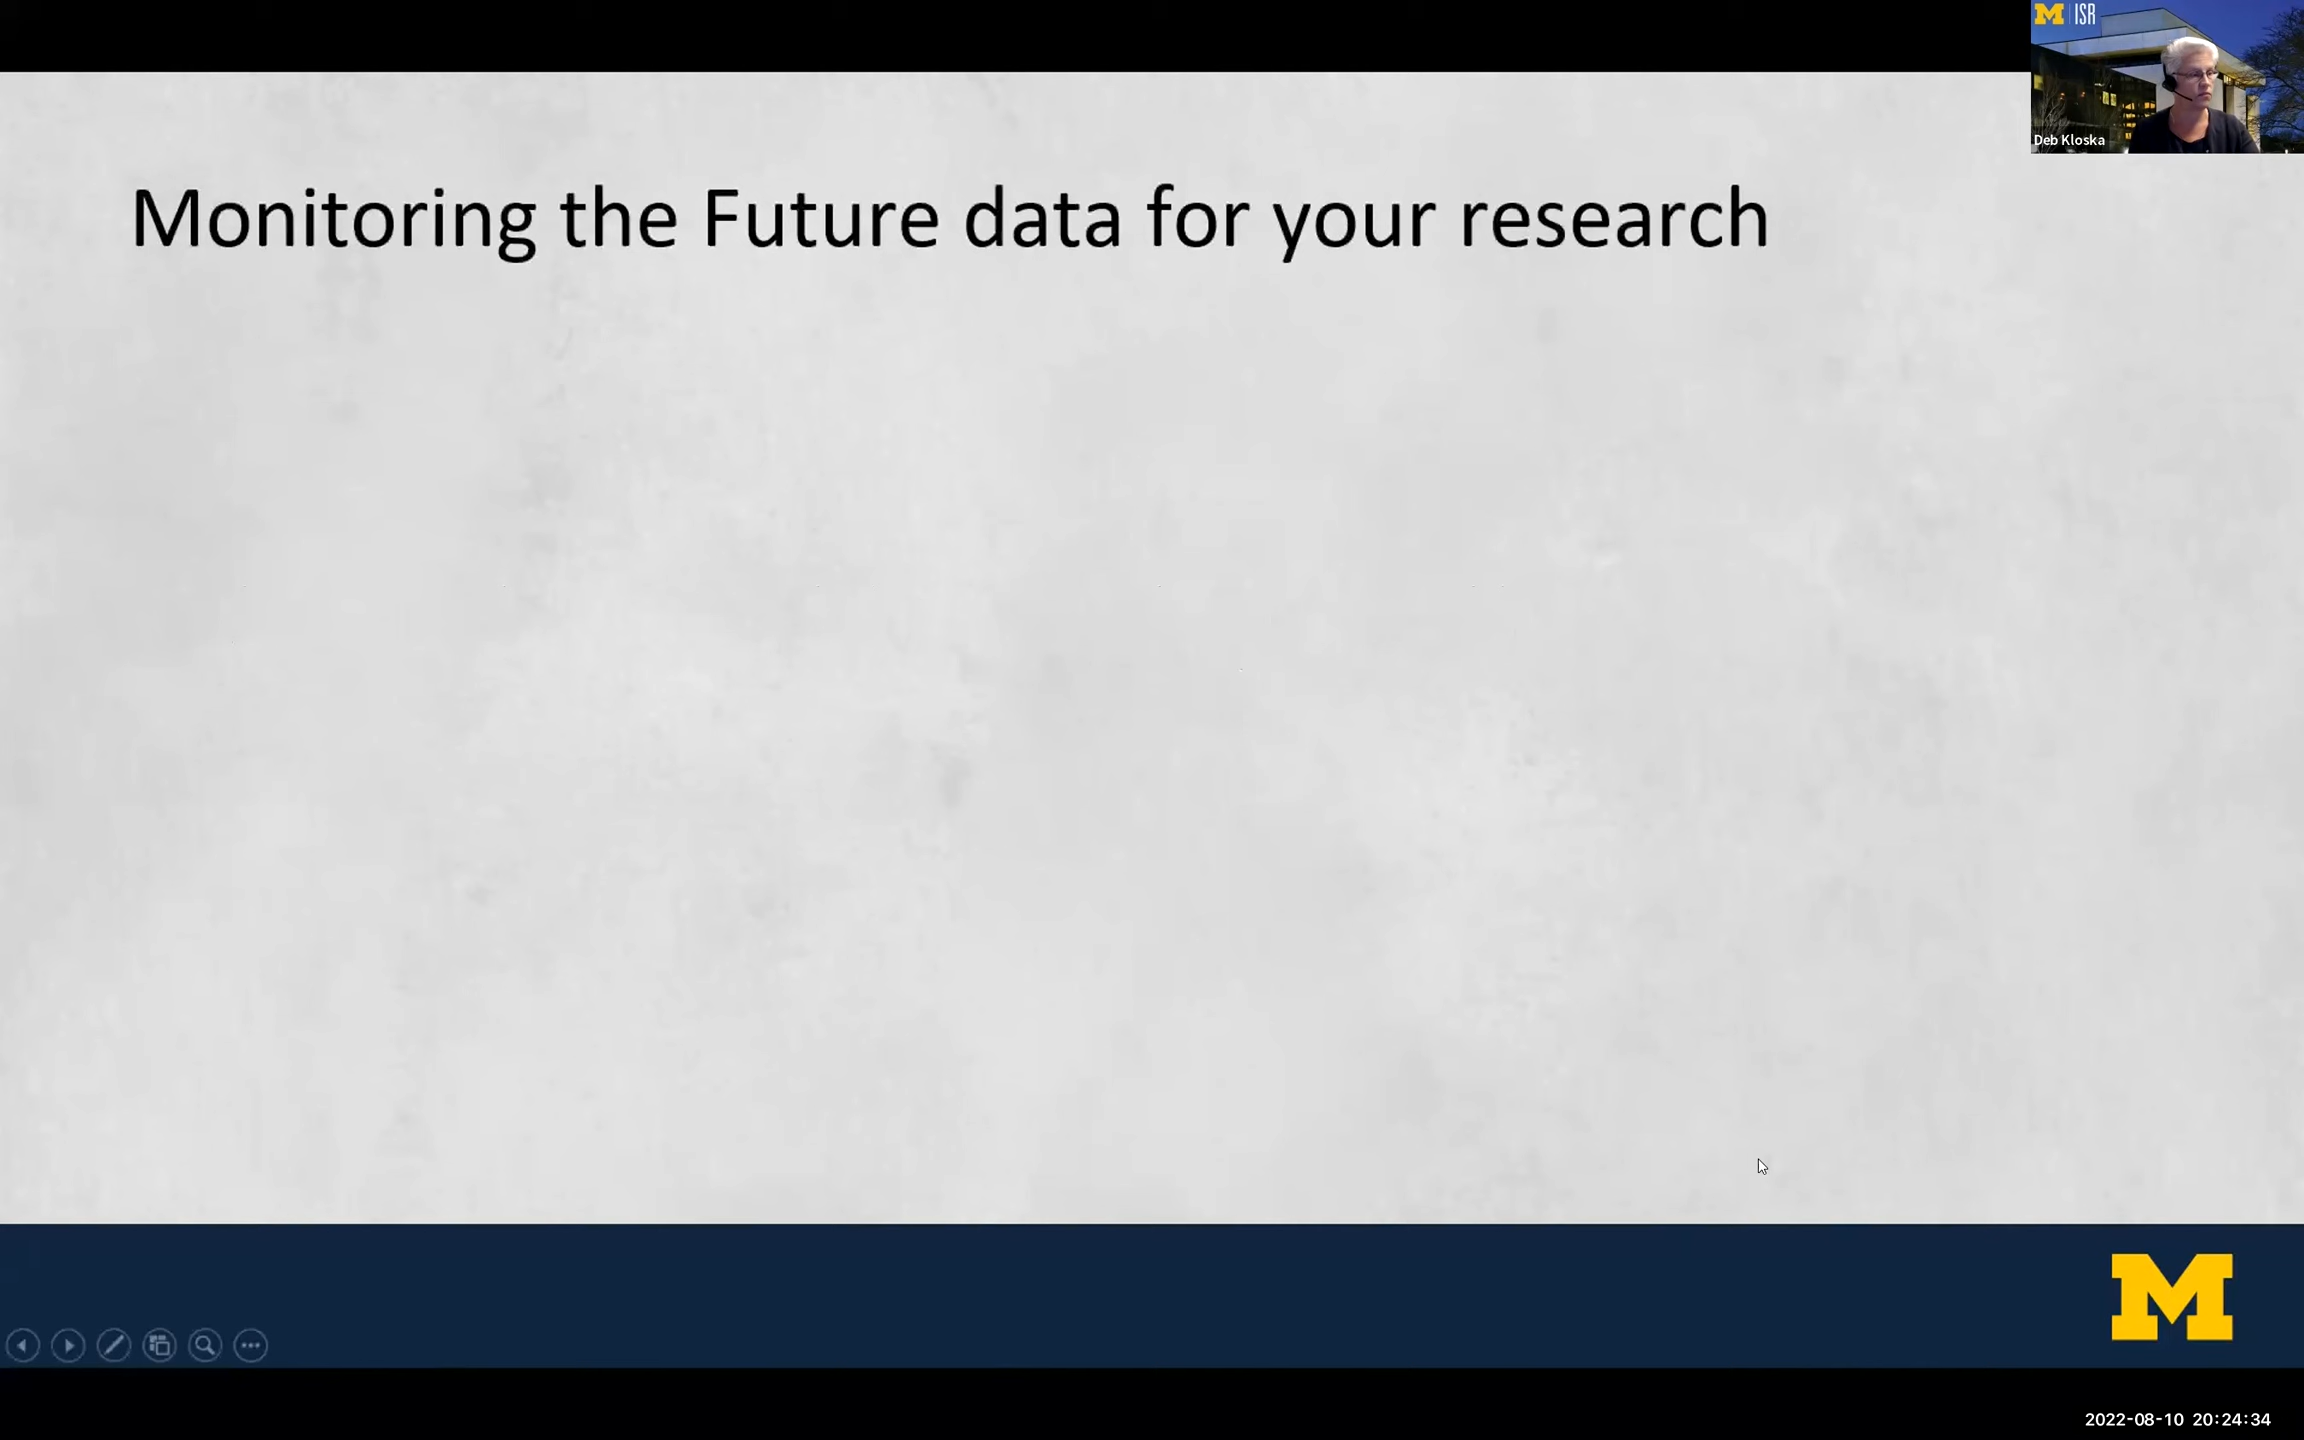 M | ISR
Deb Kloska
Monitoring the Future data for your research
M
2022-08-10 20:24:34